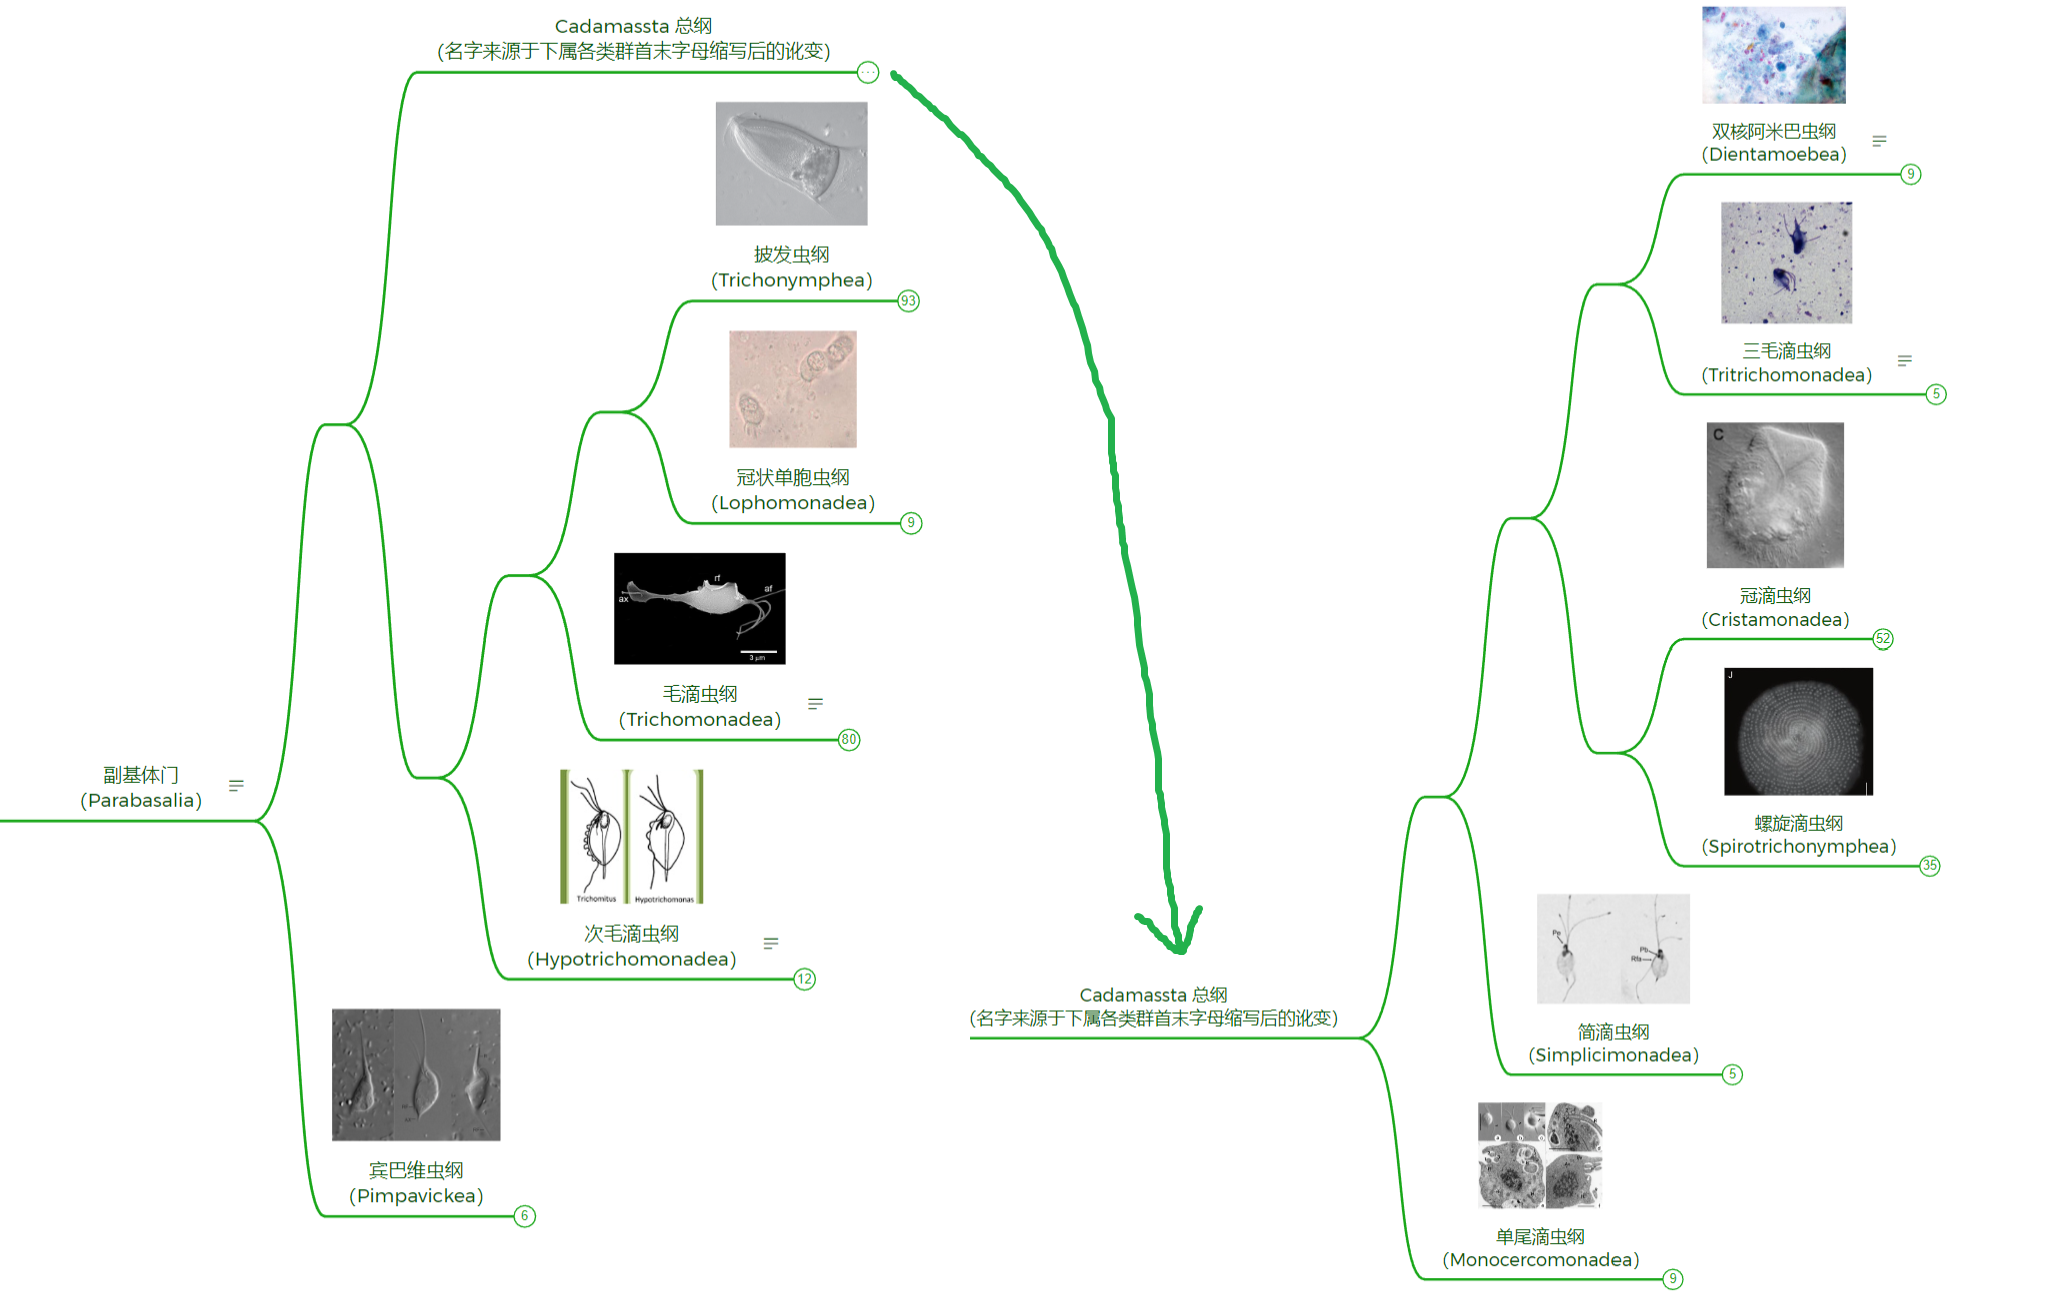 Cadamassta 总纲
(名字来源于下属各类群首末字母缩写后的讹变)
披发虫纲
(Trichonymphea)
93
冠状单胞虫纲
(Lophomonadea)
9
ax
rf
af
3 μm
毛滴虫纲
(Trichomonadea)
80
副基体门
(Parabasalia)
Trichomitus
Hypotrichomonas
次毛滴虫纲
(Hypotrichomonadea)
12
宾巴维虫纲
(Pimpavickea)
6
双核阿米巴虫纲
(Dientamoebea)
9
三毛滴虫纲
(Tritrichomonadea)
5
C
冠滴虫纲
(Cristamonadea)
52
J
螺旋滴虫纲
(Spirotrichonymphea)
35
Pe
Pb
Rfa
简滴虫纲
(Simplicimonadea)
5
Cadamassta 总纲
(名字来源于下属各类群首末字母缩写后的讹变)
单尾滴虫纲
(Monocercomonadea)
9